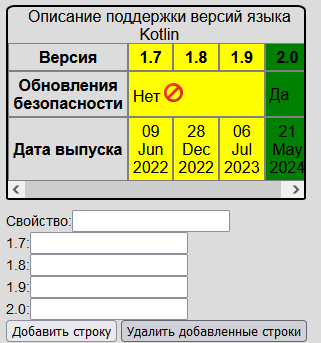 Описание поддержки версий языка
Kotlin
Версия 1.7 1.8 1.9 2.0
Обновления
безопасности Нет Да
Дата выпуска 09 Jun 2022 28 Dec 2022 06 Jul 2023 21 May 2024
Свойство:
1.7:
1.8:
1.9:
2.0:
Добавить строку Удалить добавленные строки